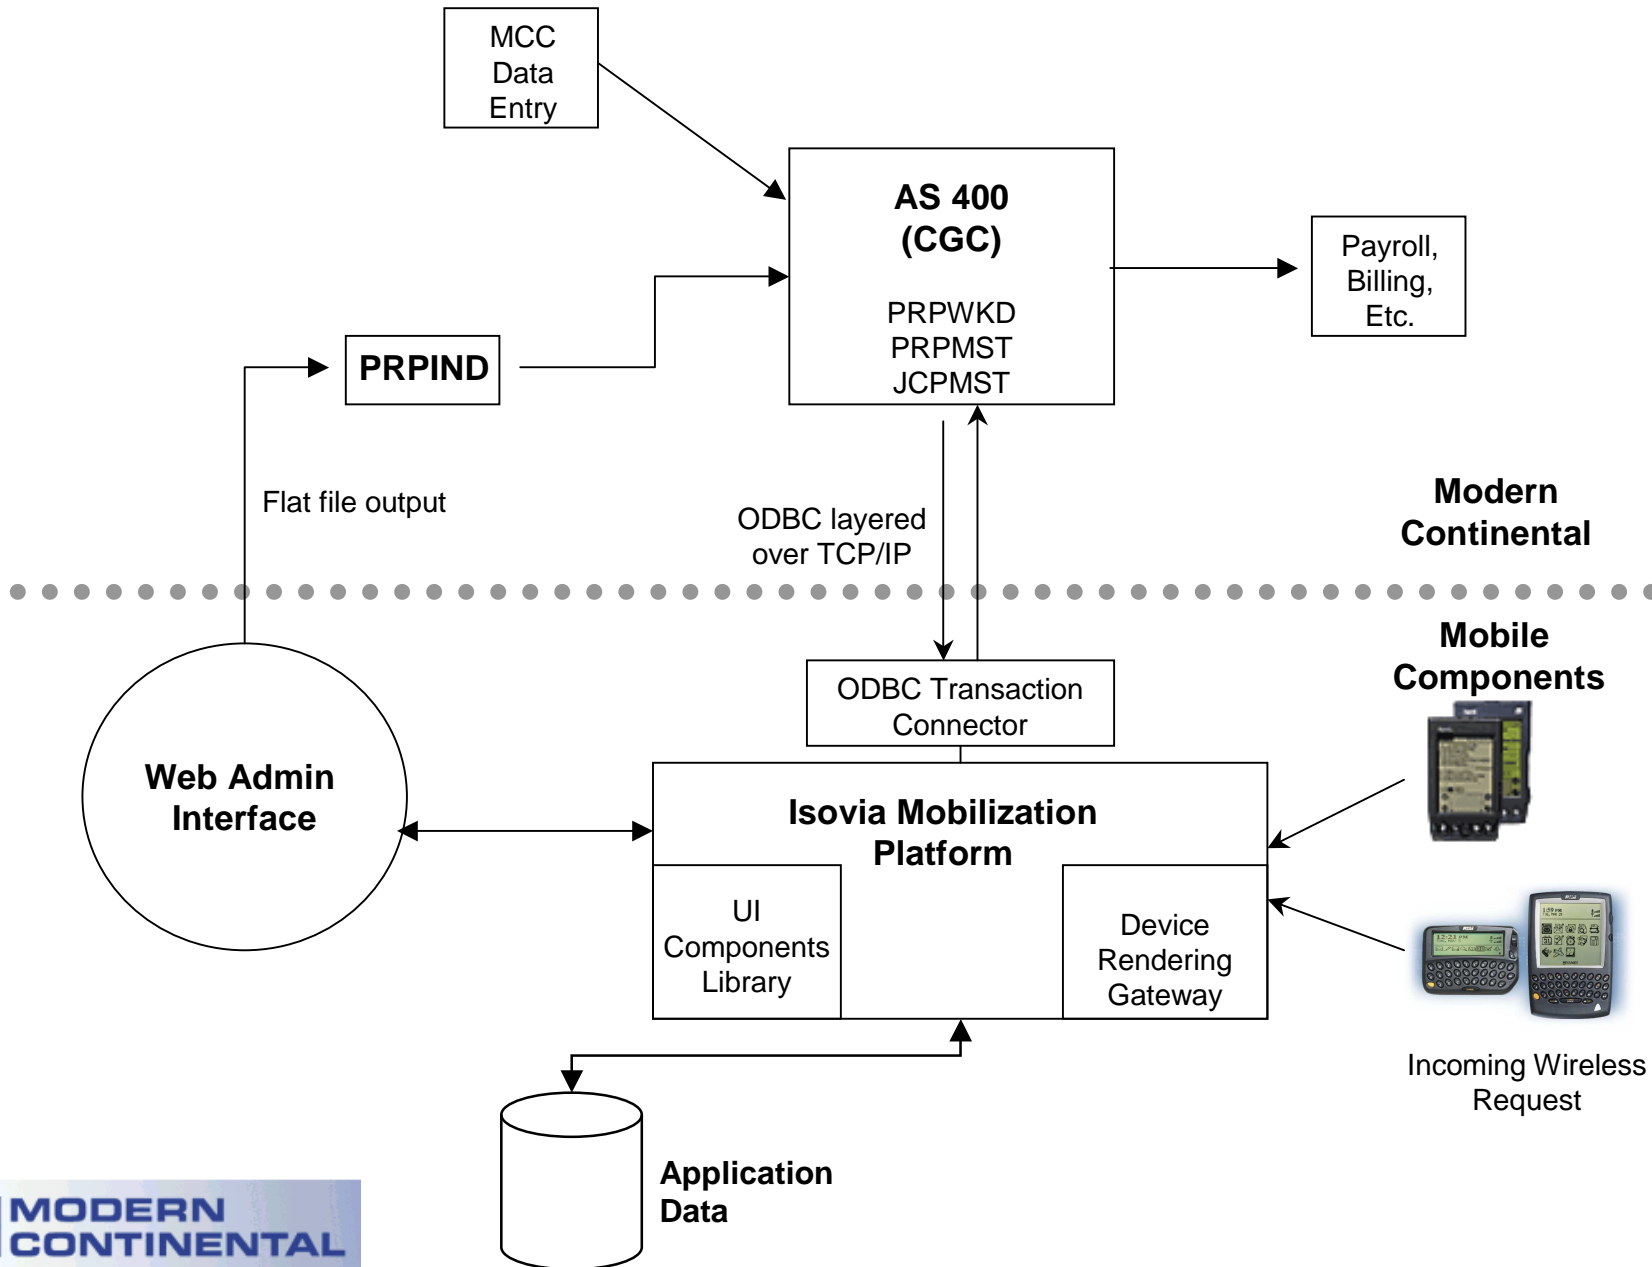 MCC
Data
Entry
AS 400
(CGC)
PRPWKD
PRPMST
JCPMST
Payroll,
Billing,
Etc.
PRPIND
Flat file output
ODBC layered
over TCP/IP
Modern
Continental
Mobile
Components
ODBC Transaction
Connector
Web Admin
Interface
Isovia Mobilization
Platform
UI
Components
Library
Device
Rendering
Gateway
Incoming Wireless
Request
Application
Data
MODERN
CONTINENTAL